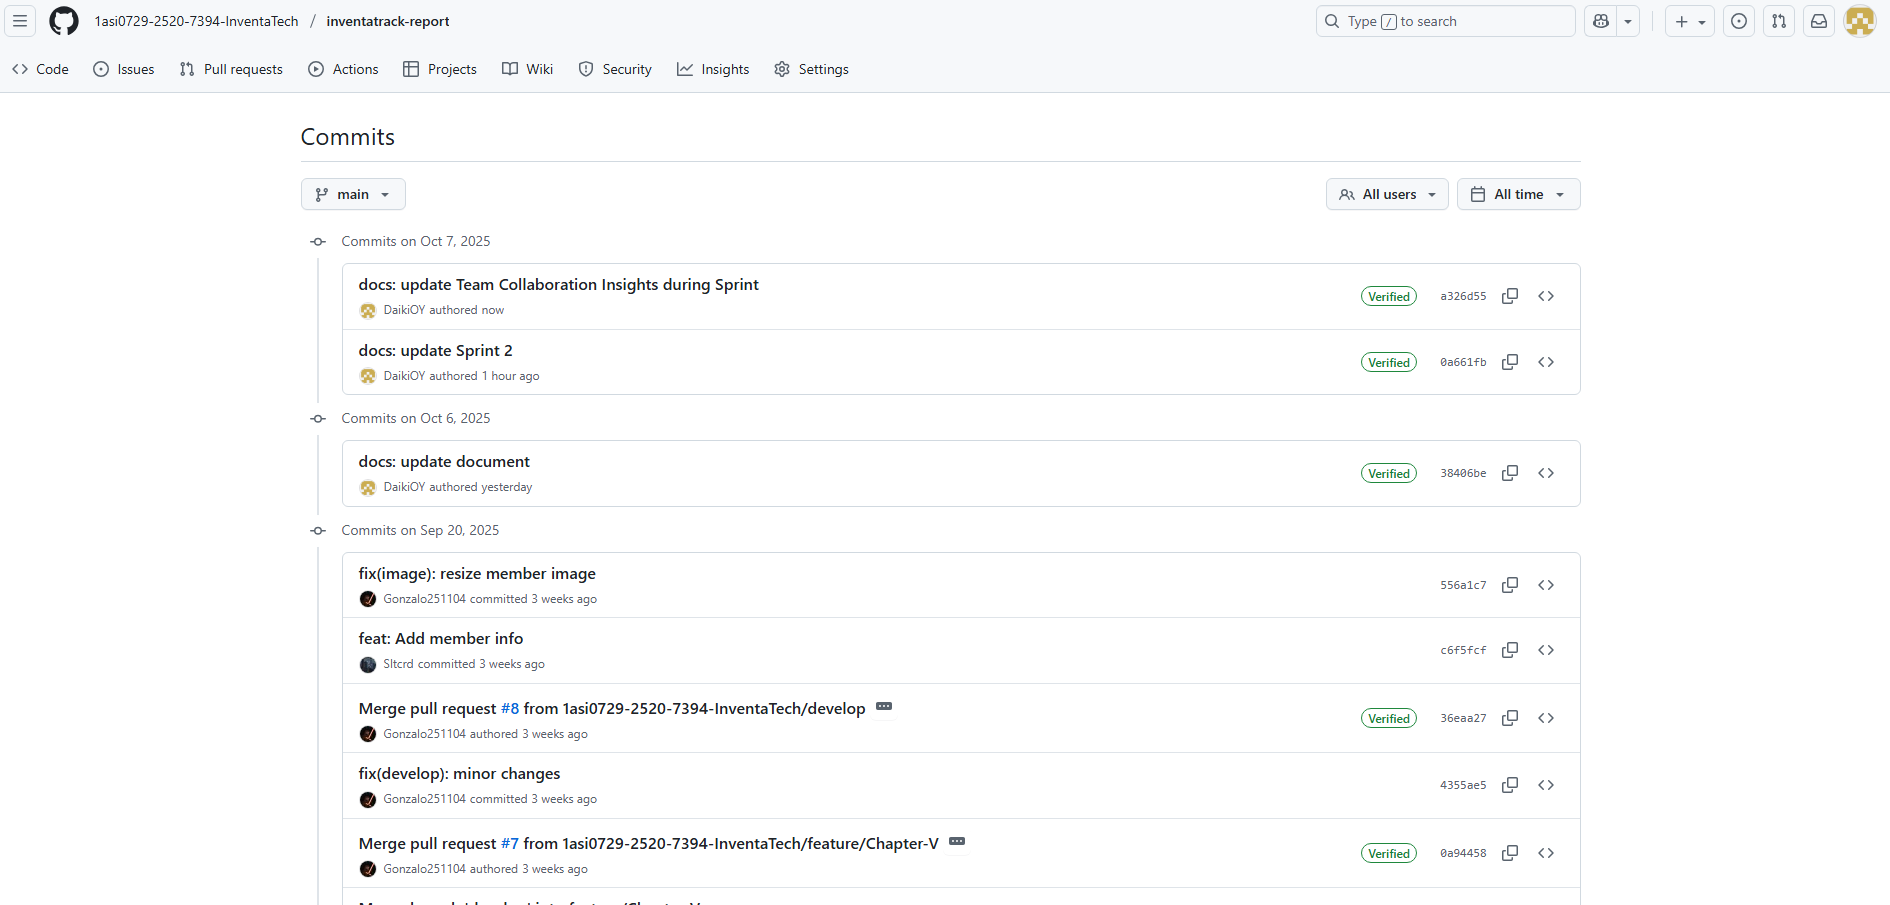 1asi0729-2520-7394-InventaTech / inventatrack-report
Type / to search
Code Issues Pull requests Actions Projects Wiki Security Insights Settings
Commits
main
All users All time
Commits on Oct 7, 2025
docs: update Team Collaboration Insights during Sprint
DaikiOY authored now
Verified a326d55
docs: update Sprint 2
DaikiOY authored 1 hour ago
Verified 0a661fb
Commits on Oct 6, 2025
docs: update document
DaikiOY authored yesterday
Verified 38406be
Commits on Sep 20, 2025
fix(image): resize member image
Gonzalo251104 committed 3 weeks ago
556a1c7
feat: Add member info
Sltcrd committed 3 weeks ago
c6f5fcf
Merge pull request #8 from 1asi0729-2520-7394-InventaTech/develop
Gonzalo251104 authored 3 weeks ago
Verified 36eaa27
fix(develop): minor changes
Gonzalo251104 committed 3 weeks ago
4355ae5
Merge pull request #7 from 1asi0729-2520-7394-InventaTech/feature/Chapter-V
Gonzalo251104 authored 3 weeks ago
Verified 0a94458